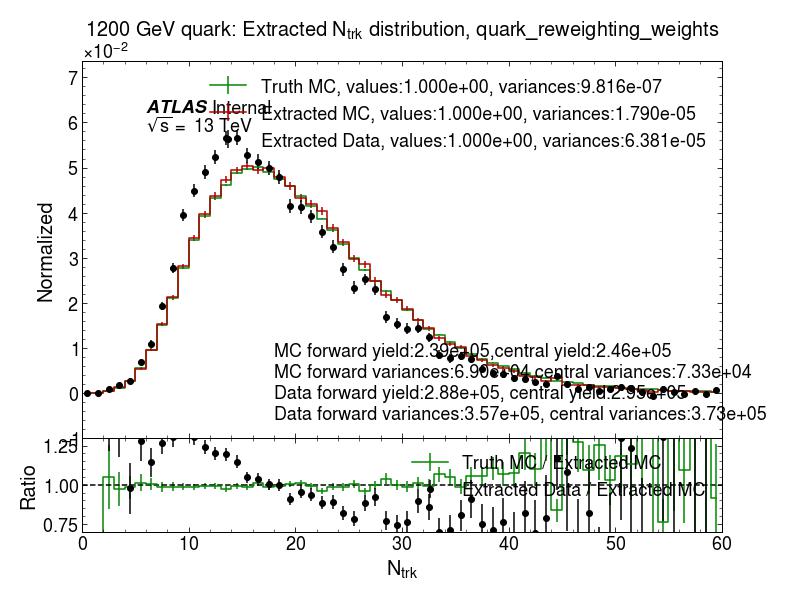 1200 GeV quark: Extracted N_trk distribution, quark_reweighting_weights
×10⁻²
Truth MC, values:1.000e+00, variances:9.816e-07
ATLAS Internal
Extracted MC, values:1.000e+00, variances:1.790e-05
√s = 13 TeV
Extracted Data, values:1.000e+00, variances:6.381e-05
7
6
5
4
3
2
1
0
Normalized
MC forward yield:2.39e+05,central yield:2.46e+05
MC forward variances:6.90e+04,central variances:7.33e+04
Data forward yield:2.88e+05, central yield:2.95e+05
Data forward variances:3.57e+05, central variances:3.73e+05
1.25
1.00
0.75
Ratio
Truth MC / Extracted MC
Extracted Data / Extracted MC
0 10 20 30 40 50 60
N_trk